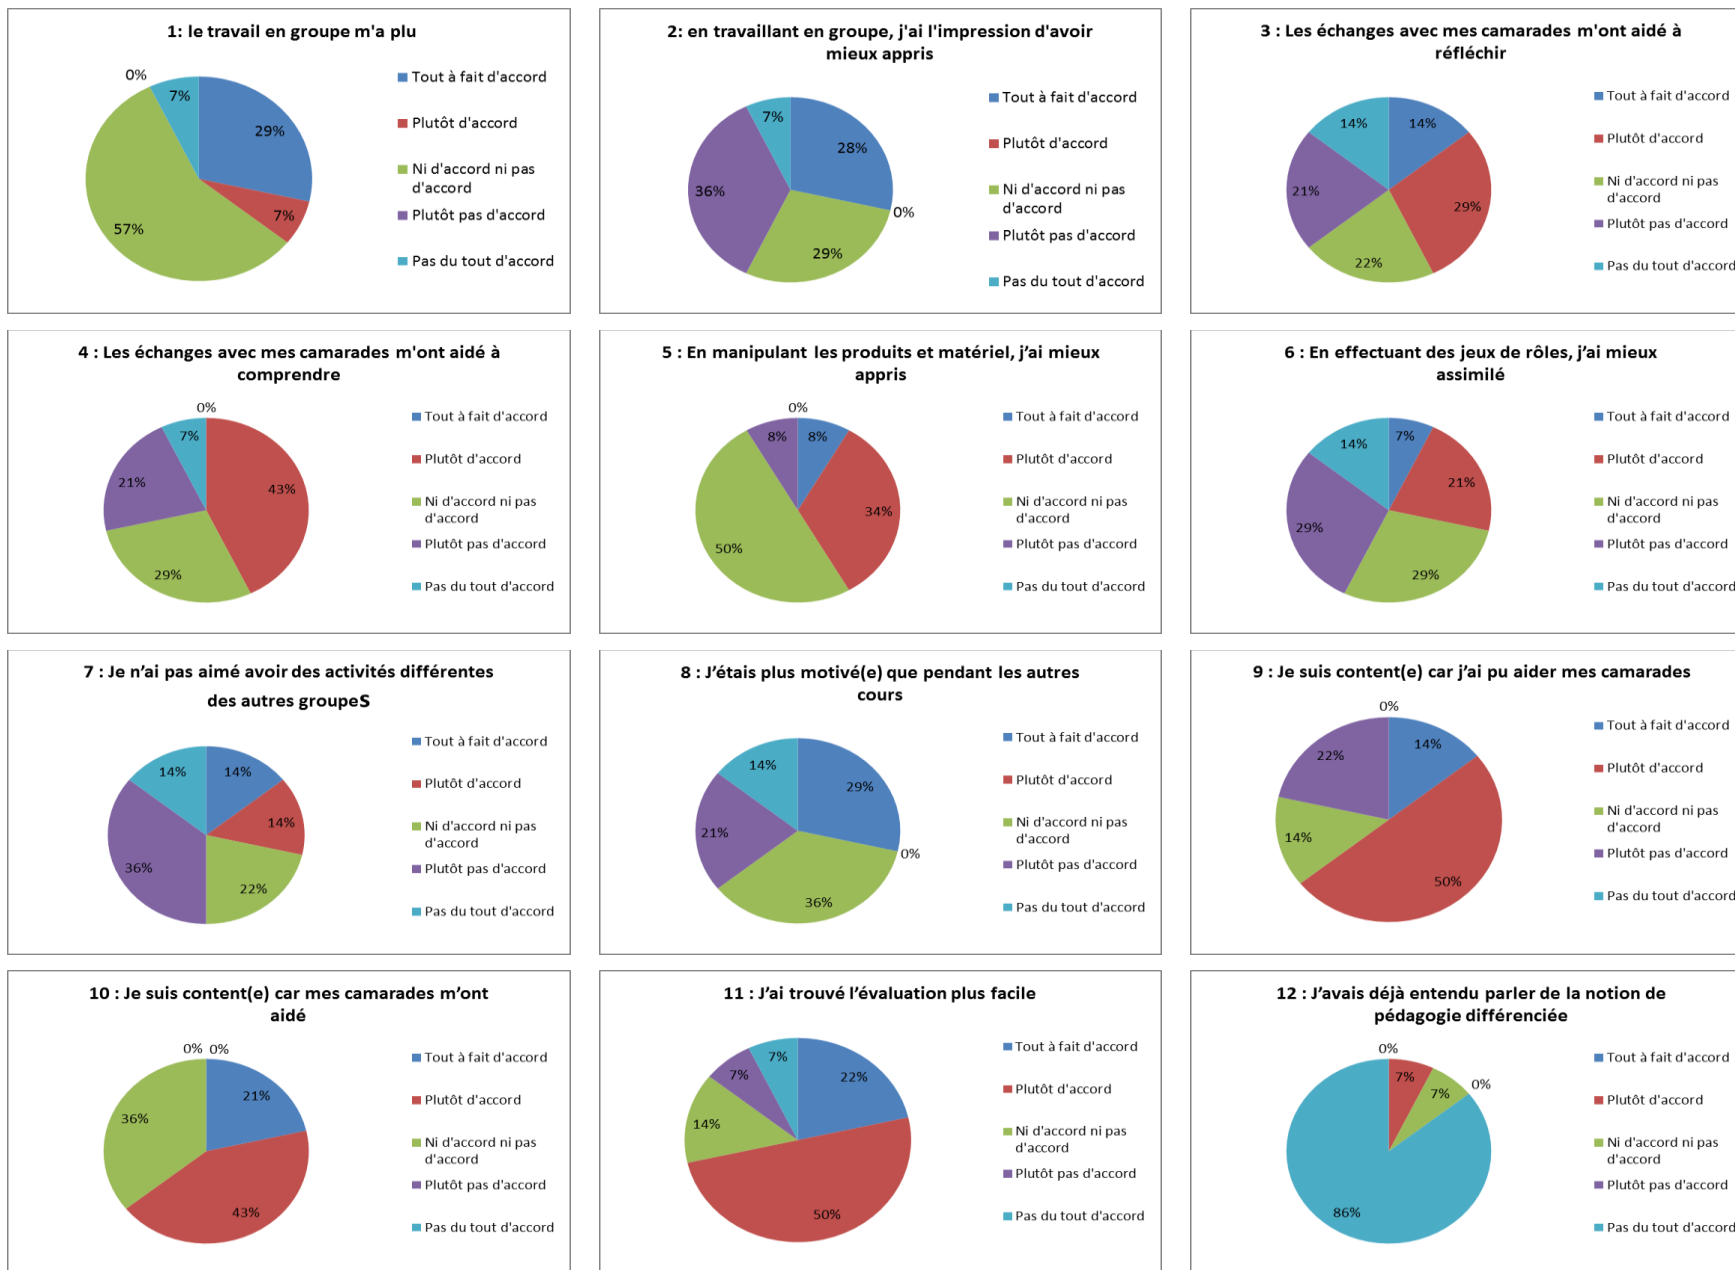 1: le travail en groupe m'a plu
0%
7%
29%
7%
57%
Tout à fait d'accord
Plutôt d'accord
Ni d'accord ni pas
d'accord
Plutôt pas d'accord
Pas du tout d'accord
2: en travaillant en groupe, j'ai l'impression d'avoir
mieux appris
7%
28%
36%
0%
29%
Tout à fait d'accord
Plutôt d'accord
Ni d'accord ni pas
d'accord
Plutôt pas d'accord
Pas du tout d'accord
3 : Les échanges avec mes camarades m'ont aidé à
réfléchir
14%
14%
21%
29%
22%
Tout à fait d'accord
Plutôt d'accord
Ni d'accord ni pas
d'accord
Plutôt pas d'accord
Pas du tout d'accord
4 : Les échanges avec mes camarades m'ont aidé à
comprendre
0%
7%
21%
43%
29%
Tout à fait d'accord
Plutôt d'accord
Ni d'accord ni pas
d'accord
Plutôt pas d'accord
Pas du tout d'accord
5 : En manipulant les produits et matériel, j’ai mieux
appris
0%
8%
8%
34%
50%
Tout à fait d'accord
Plutôt d'accord
Ni d'accord ni pas
d'accord
Plutôt pas d'accord
Pas du tout d'accord
6 : En effectuant des jeux de rôles, j’ai mieux
assimilé
14%
7%
21%
29%
29%
Tout à fait d'accord
Plutôt d'accord
Ni d'accord ni pas
d'accord
Plutôt pas d'accord
Pas du tout d'accord
7 : Je n’ai pas aimé avoir des activités différentes
des autres groupeS
14%
14%
14%
36%
22%
Tout à fait d'accord
Plutôt d'accord
Ni d'accord ni pas
d'accord
Plutôt pas d'accord
Pas du tout d'accord
8 : J’étais plus motivé(e) que pendant les autres
cours
14%
29%
21%
0%
36%
Tout à fait d'accord
Plutôt d'accord
Ni d'accord ni pas
d'accord
Plutôt pas d'accord
Pas du tout d'accord
9 : Je suis content(e) car j’ai pu aider mes camarades
0%
14%
22%
14%
50%
Tout à fait d'accord
Plutôt d'accord
Ni d'accord ni pas
d'accord
Plutôt pas d'accord
Pas du tout d'accord
10 : Je suis content(e) car mes camarades m’ont
aidé
0% 0%
21%
36%
43%
Tout à fait d'accord
Plutôt d'accord
Ni d'accord ni pas
d'accord
Plutôt pas d'accord
Pas du tout d'accord
11 : J’ai trouvé l’évaluation plus facile
7%
7%
22%
14%
50%
Tout à fait d'accord
Plutôt d'accord
Ni d'accord ni pas
d'accord
Plutôt pas d'accord
Pas du tout d'accord
12 : J’avais déjà entendu parler de la notion de
pédagogie différenciée
0%
7%
7%
0%
86%
Tout à fait d'accord
Plutôt d'accord
Ni d'accord ni pas
d'accord
Plutôt pas d'accord
Pas du tout d'accord